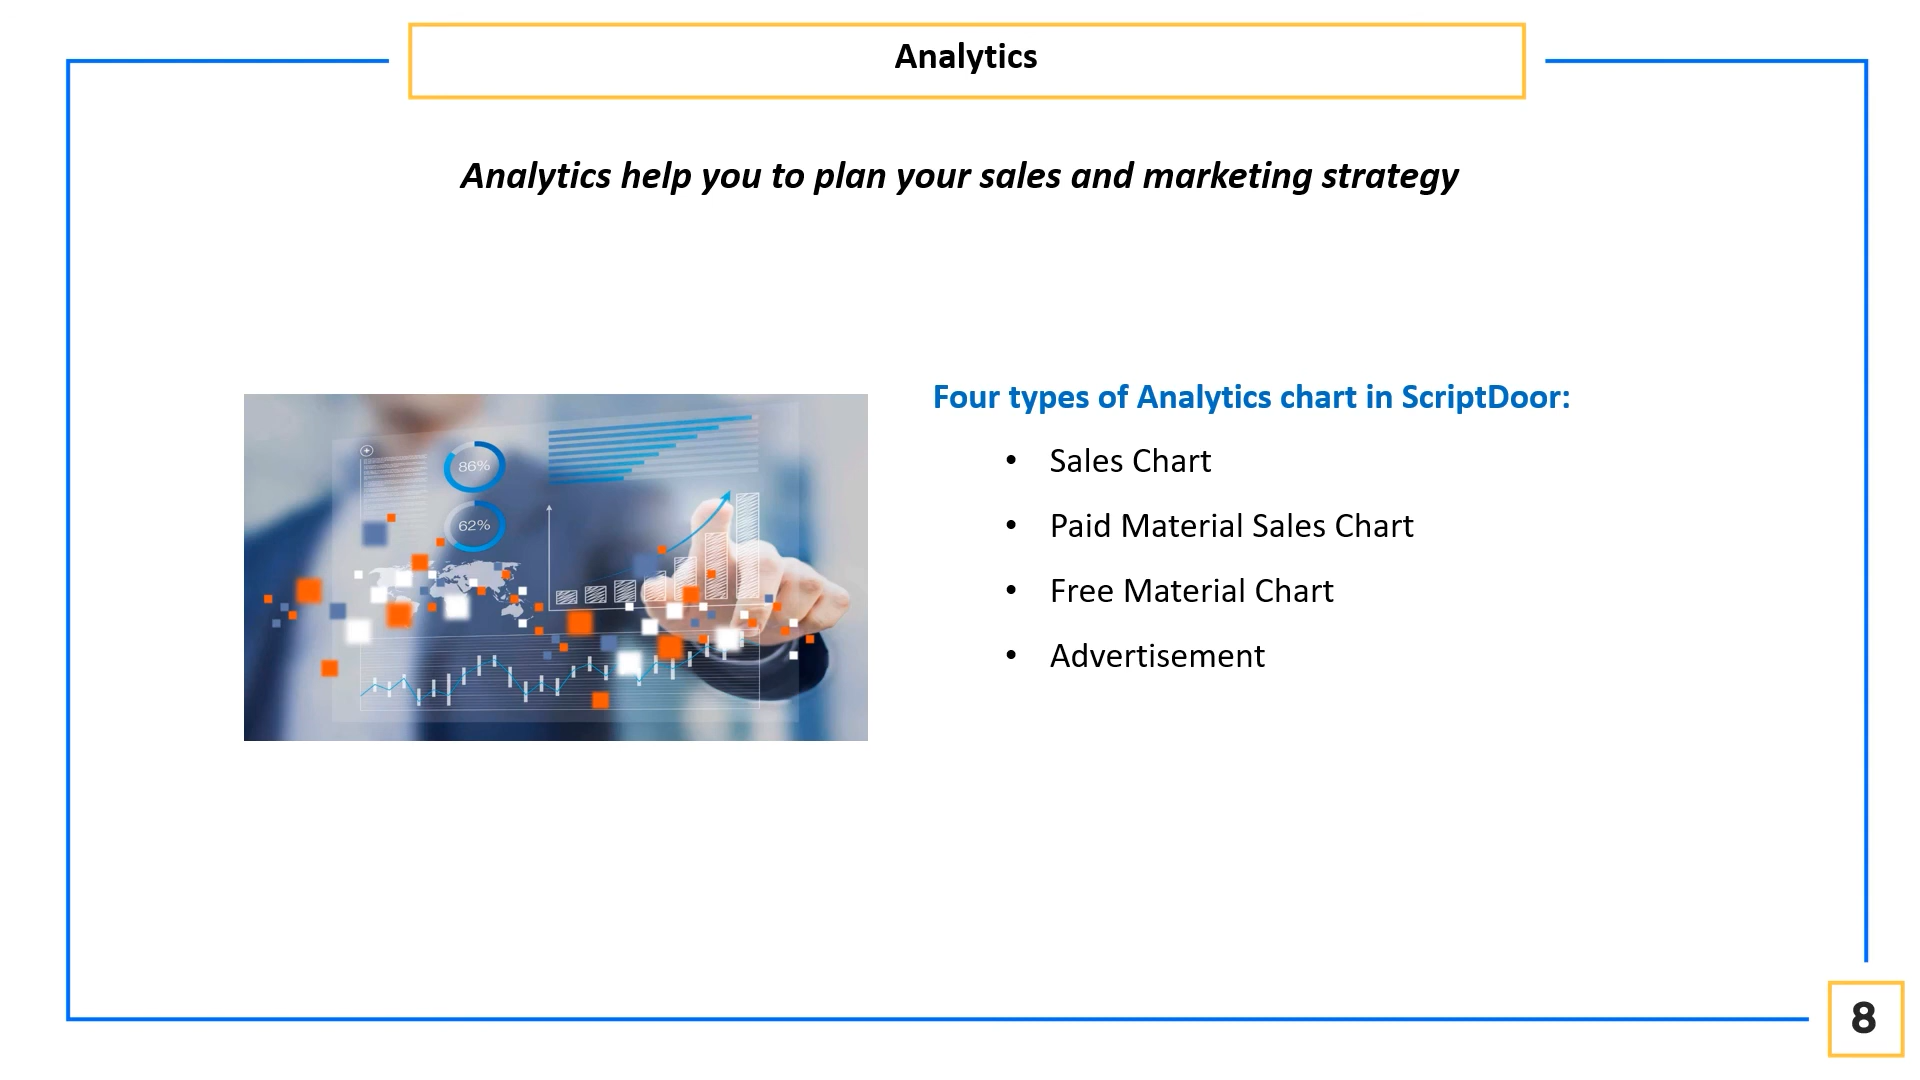 Analytics
Analytics help you to plan your sales and marketing strategy
86%
62%
Four types of Analytics chart in ScriptDoor:
• Sales Chart
• Paid Material Sales Chart
• Free Material Chart
• Advertisement
8